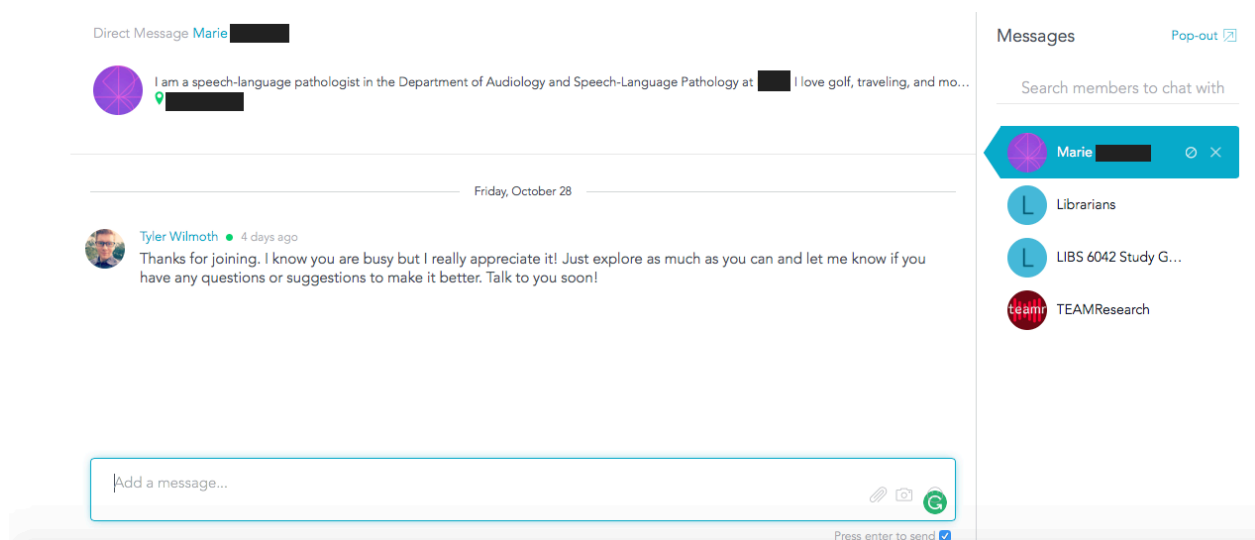 Direct Message Marie
I am a speech-language pathologist in the Department of Audiology and Speech-Language Pathology at I love golf, traveling, and mo...
Friday, October 28
Tyler Wilmoth 4 days ago
Thanks for joining. I know you are busy but I really appreciate it! Just explore as much as you can and let me know if you
have any questions or suggestions to make it better. Talk to you soon!
Add a message...
Press enter to send
Messages
Pop-out
Search members to chat with
Marie
L
Librarians
L
LIBS 6042 Study G...
teamr
TEAMResearch